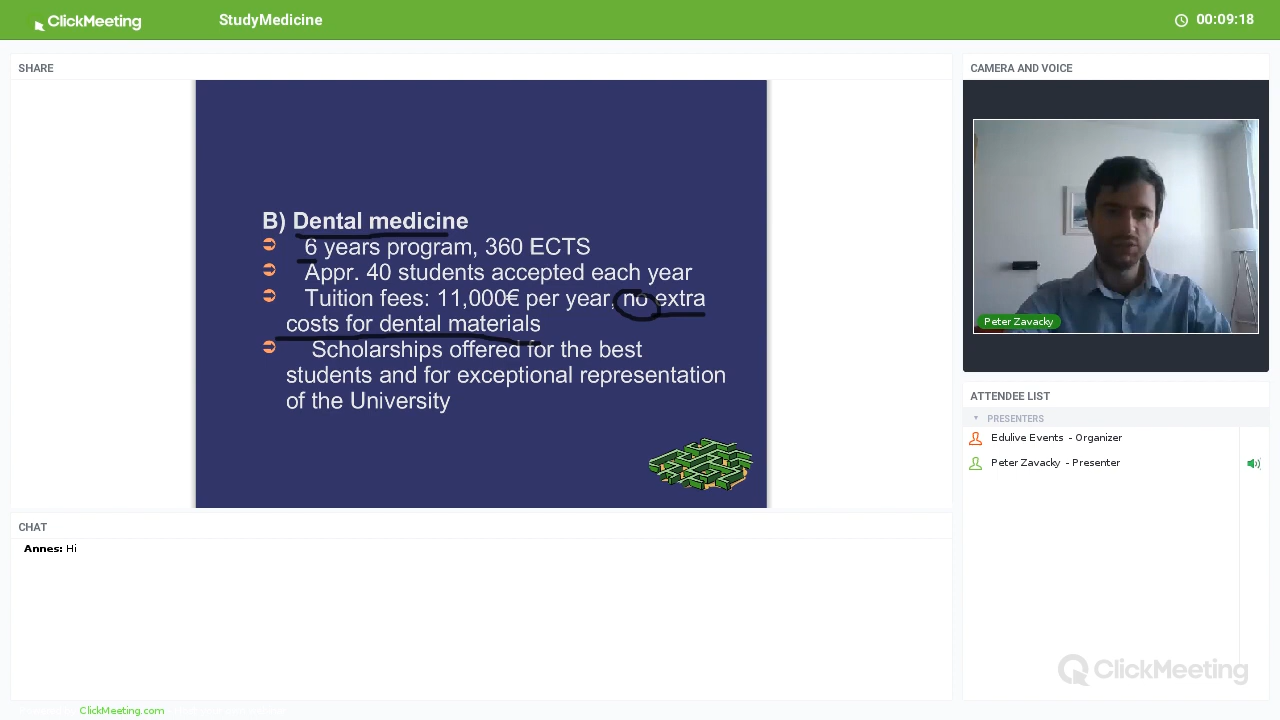 ClickMeeting
StudyMedicine
00:09:18
SHARE
B) Dental medicine
6 years program, 360 ECTS
Appr. 40 students accepted each year
Tuition fees: 11,000€ per year, no extra
costs for dental materials
Scholarships offered for the best
students and for exceptional representation
of the University
CAMERA AND VOICE
Peter Zavacky
ATTENDEE LIST
PRESENTERS
Edulive Events - Organizer
Peter Zavacky - Presenter
CHAT
Annes: Hi
ClickMeeting
ClickMeeting.com